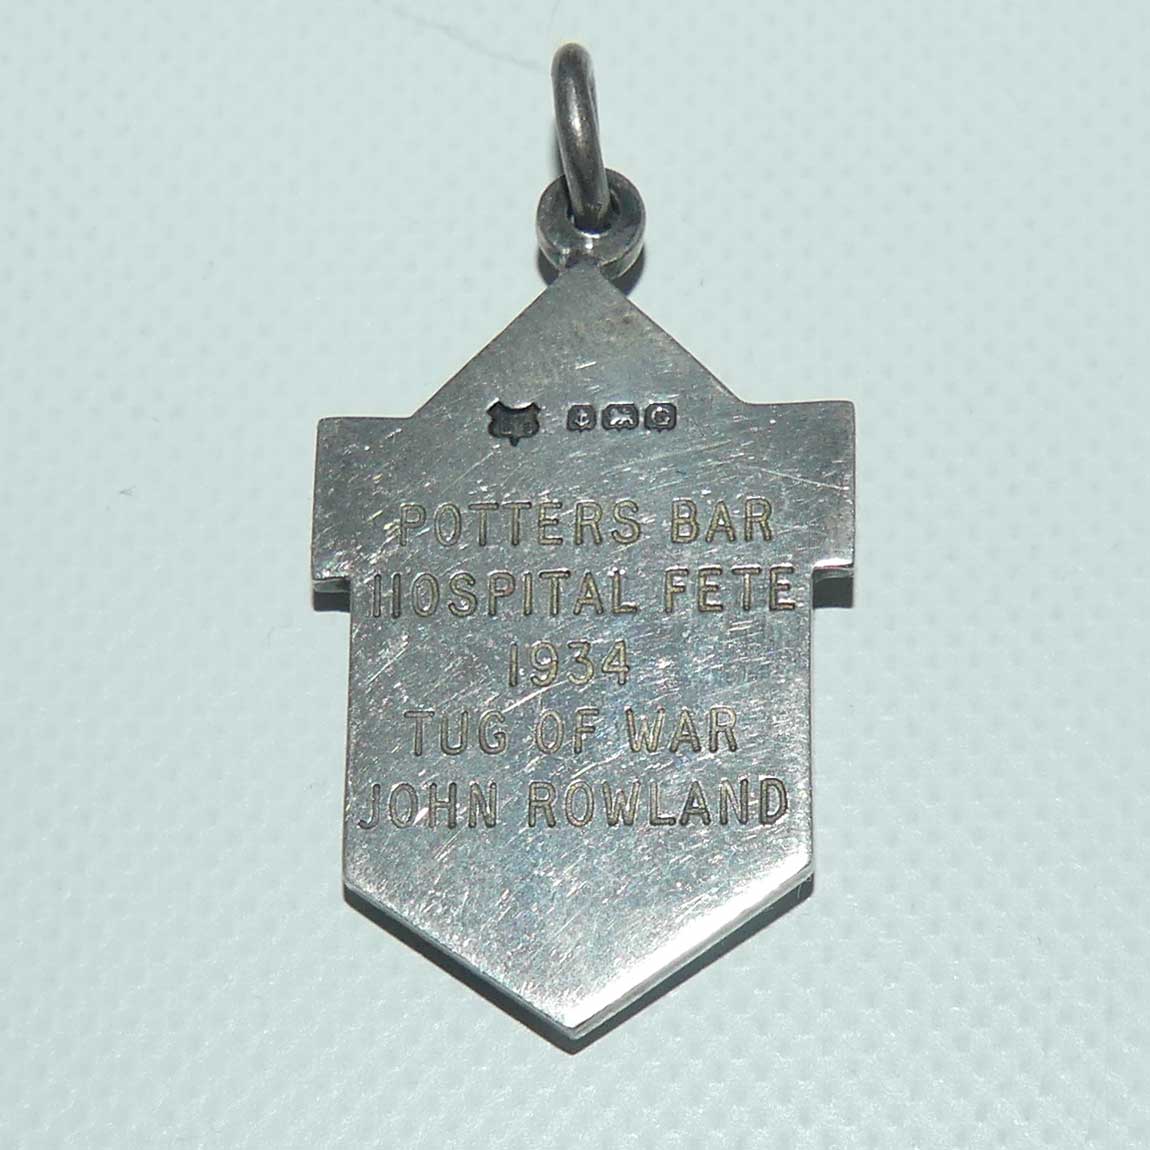 POTTERS BAR
HOSPITAL FETE
1934
TUG OF WAR
JOHN ROWLAND